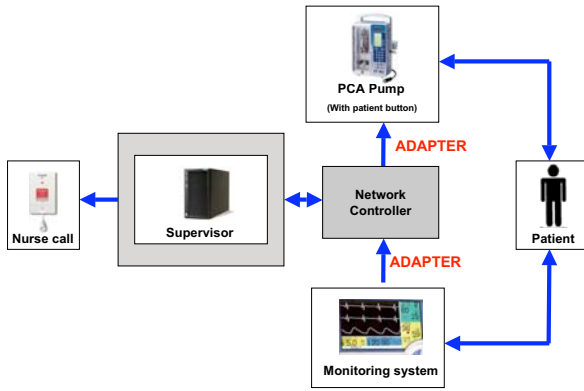 PCA Pump
(With patient button)
ADAPTER
Network
Controller
Supervisor
Nurse call
Patient
ADAPTER
Monitoring system